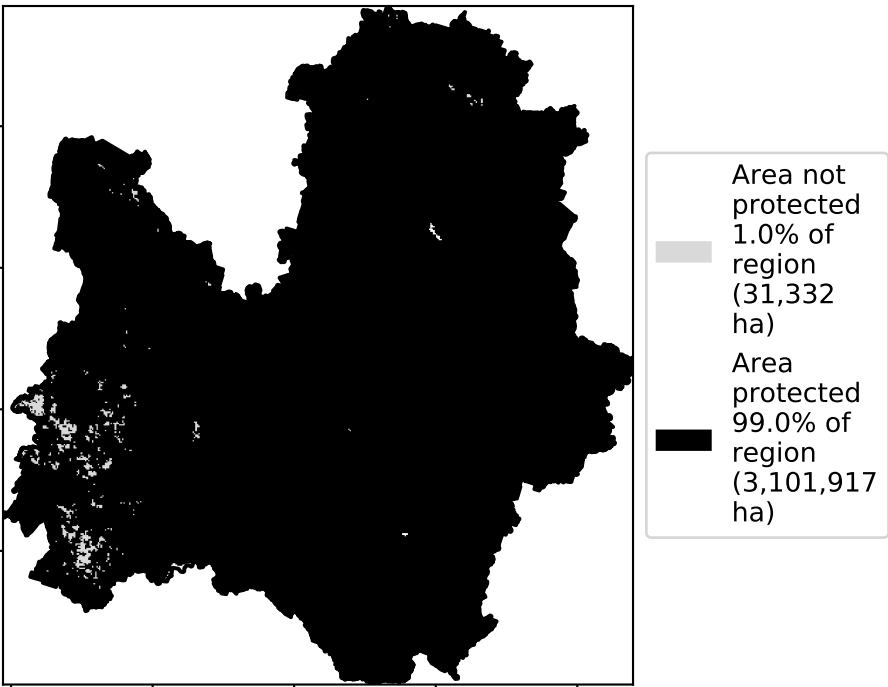 Area not
protected
1.0% of
region
(31,332
ha)
Area
protected
99.0% of
region
(3,101,917
ha)